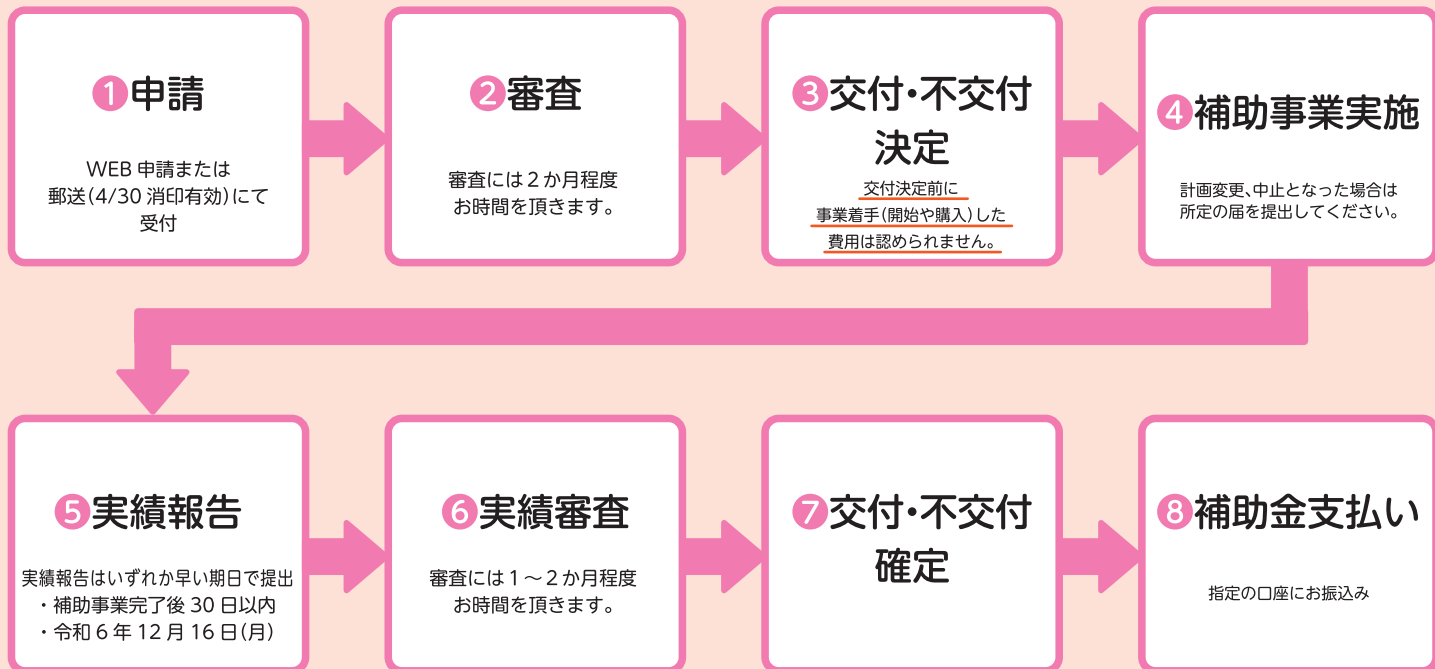 ❶申請
WEB 申請または
郵送(4/30 消印有効)にて
受付
❷審査
審査には2か月程度
お時間を頂きます。
❸交付・不交付
決定
交付決定前に
事業着手(開始や購入)した
費用は認められません。
❹補助事業実施
計画変更、中止となった場合は
所定の届を提出してください。
❺実績報告
実績報告はいずれか早い期日で提出
・補助事業完了後 30 日以内
・令和6年 12 月 16 日(月)
❻実績審査
審査には1～2か月程度
お時間を頂きます。
❼交付・不交付
確定
❽補助金支払い
指定の口座にお振込み